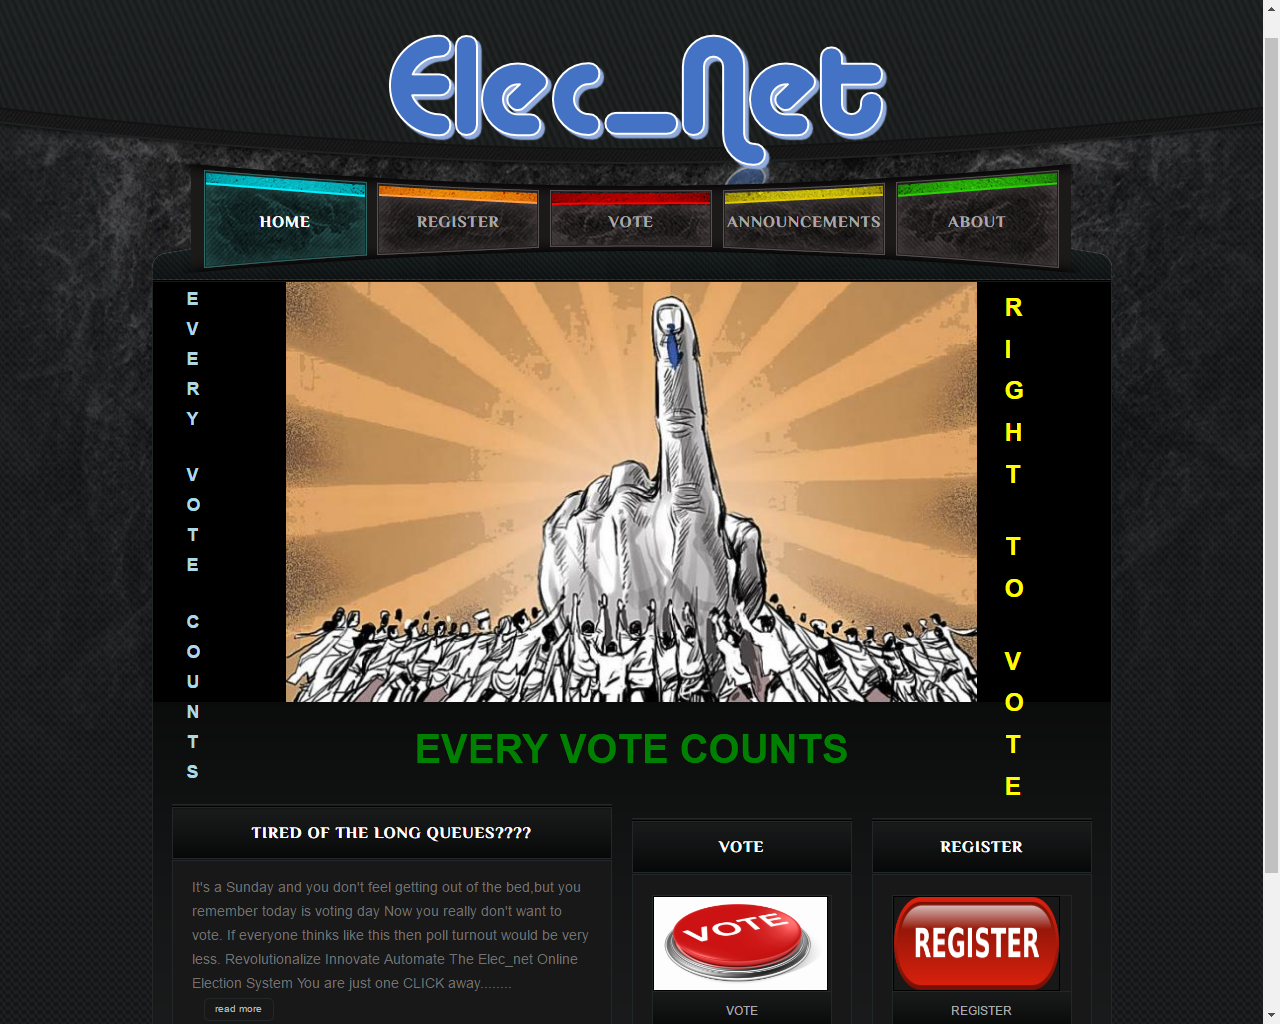 Elec_Net
HOME
REGISTER
VOTE
ANNOUNCEMENTS
ABOUT
E
V
E
R
Y
V
O
T
E
C
O
U
N
T
S
R
I
G
H
T
T
O
V
O
T
E
EVERY VOTE COUNTS
TIRED OF THE LONG QUEUES????
It's a Sunday and you don't feel getting out of the bed,but you
remember today is voting day Now you really don't want to
vote. If everyone thinks like this then poll turnout would be very
less. Revolutionalize Innovate Automate The Elec_net Online
Election System You are just one CLICK away........
read more
VOTE
VOTE
VOTE
REGISTER
REGISTER
REGISTER